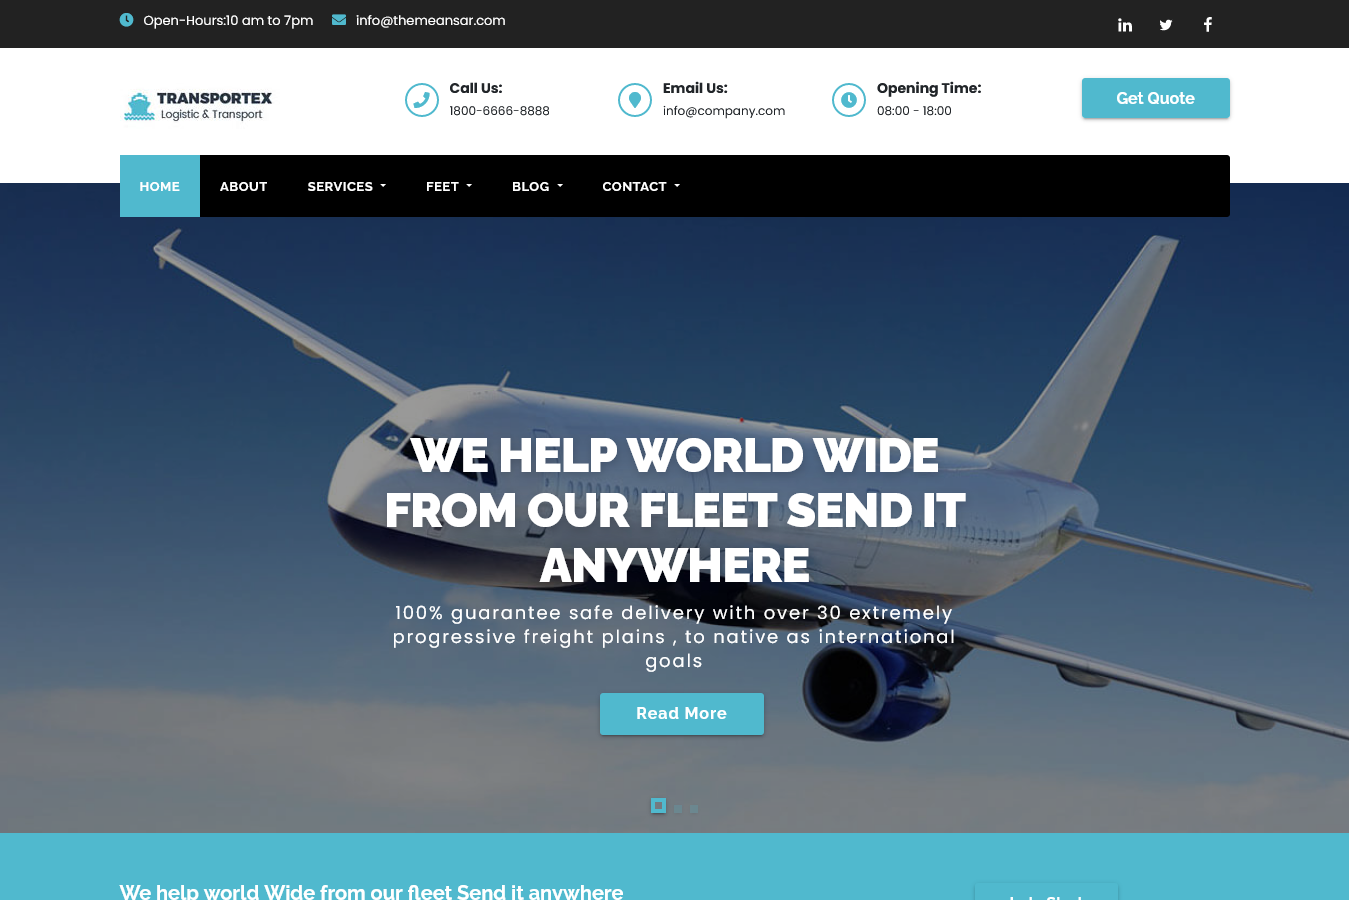 Open-Hours:10 am to 7pm
info@themeansar.com
TRANSPORTEX
Logistic & Transport
Call Us:
1800-6666-8888
Email Us:
info@company.com
Opening Time:
08:00 - 18:00
Get Quote
HOME
ABOUT
SERVICES
FEET
BLOG
CONTACT
WE HELP WORLD WIDE
FROM OUR FLEET SEND IT
ANYWHERE
100% guarantee safe delivery with over 30 extremely
progressive freight plains , to native as international
goals
Read More
We help world Wide from our fleet Send it anywhere